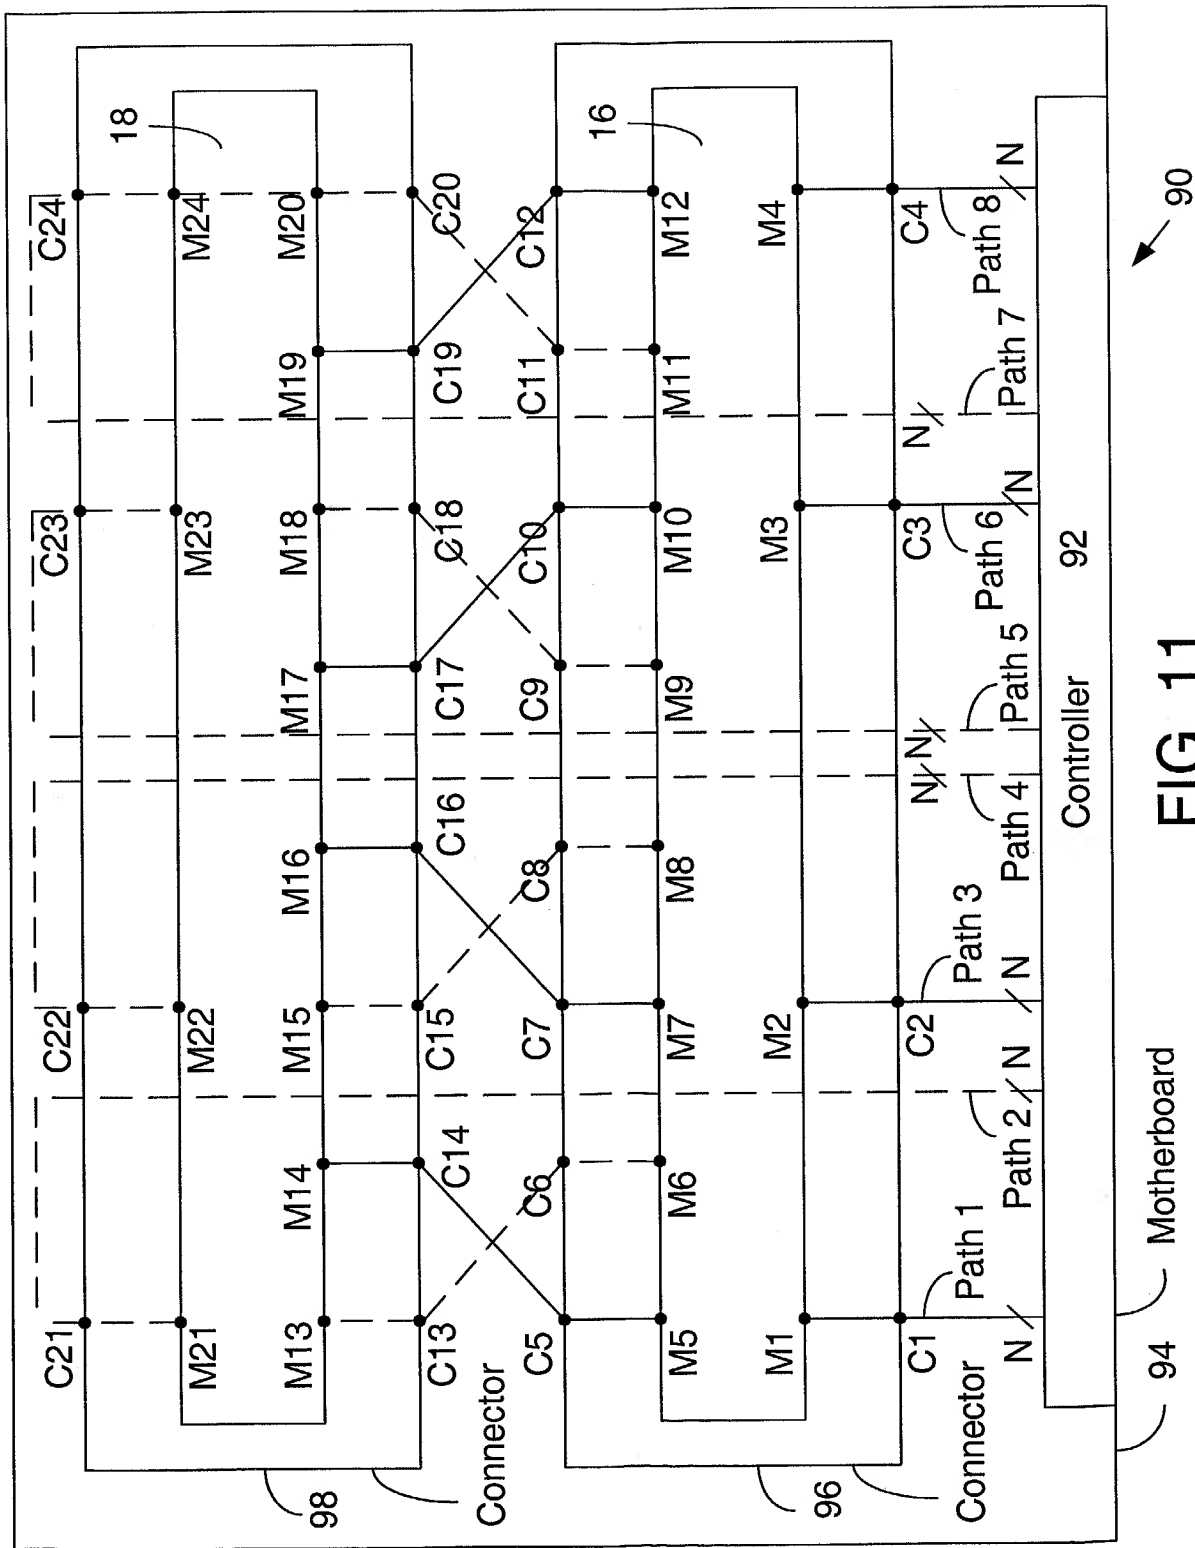 C21
C22
C23
C24
M21
M22
M23
M24
18
M13
M14
M15
M16
M17
M18
M19
M20
C13
C14
C15
C16
C17
C18
C19
C20
98
Connector
C5
C6
C7
C8
C9
C10
C11
C12
M5
M6
M7
M8
M9
M10
M11
M12
16
M1
M2
M3
M4
C1
C2
C3
C4
96
Connector
N
Path 1
Path 2
N
N
Path 3
N
Path 4
N
Path 5
Path 6
N
N
Path 7
Path 8
N
Controller
92
94
Motherboard
90
FIG. 11